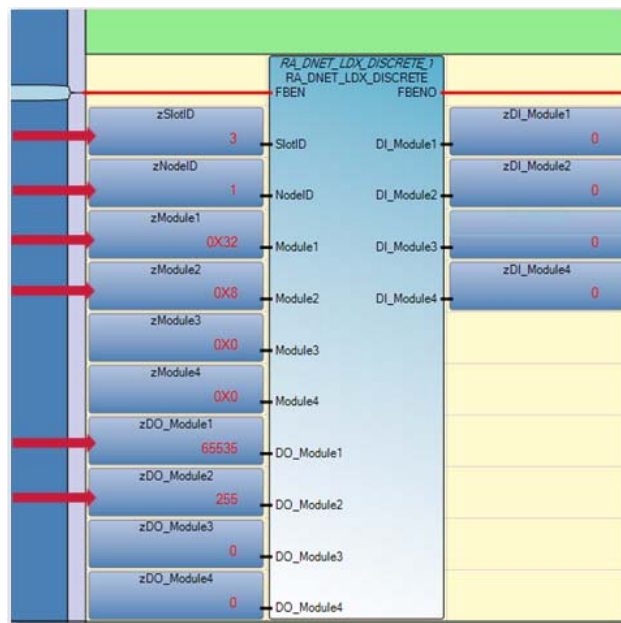 RA_DNET_LDX_DISCRETE_1
RA_DNET_LDX_DISCRETE
FBEN FBENO
zSlotID
3
SlotID
DI_Module1
zDI_Module1
0
zNodeID
1
NodeID
DI_Module2
zDI_Module2
0
zModule1
0X32
Module1
DI_Module3
0
zModule2
0X8
Module2
DI_Module4
zDI_Module4
0
zModule3
0X0
Module3
zModule4
0X0
Module4
zDO_Module1
65535
DO_Module1
zDO_Module2
255
DO_Module2
zDO_Module3
0
DO_Module3
zDO_Module4
0
DO_Module4